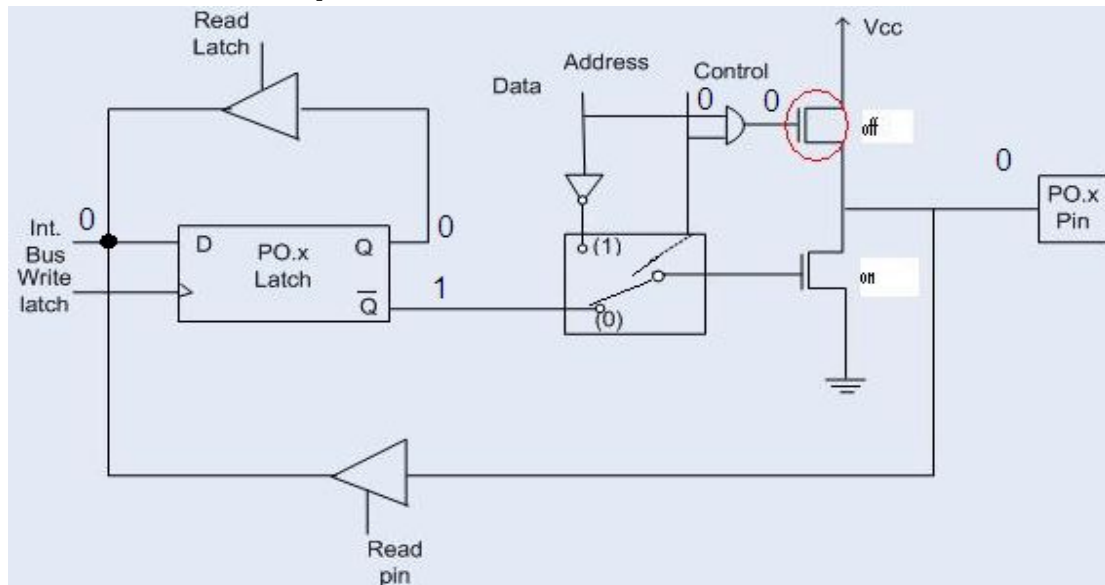 Read
Latch
Vcc
Address
Control
Data
0
0
off
0
PO.x
Pin
Int.
Bus
0
D
PO.x
Latch
Q
0
(1)
Write
latch
Q
1
(0)
on
Read
pin